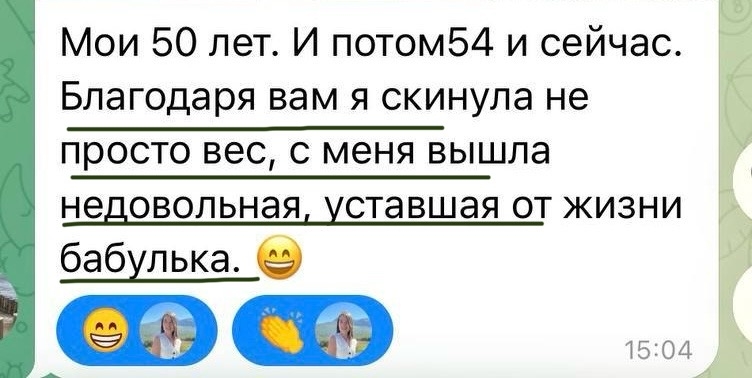 Мои 50 лет. И потом54 и сейчас.
Благодаря вам я скинула не
просто вес, с меня вышла
недовольная, уставшая от жизни
бабулька. 😄
😁 👏
15:04